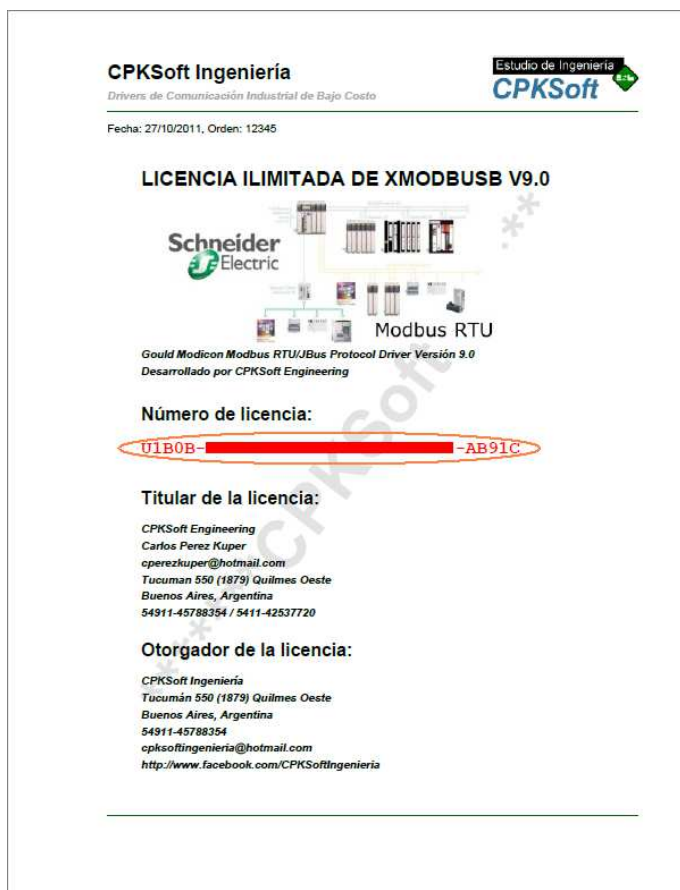 CPKSoft Ingeniería
Drivers de Comunicación Industrial de Bajo Costo
Estudio de Ingeniería
CPKSoft
Fecha: 27/10/2011, Orden: 12345
LICENCIA ILIMITADA DE XMODBUSB V9.0
Schneider
Electric
Modbus RTU
Gould Modicon Modbus RTU/JBus Protocol Driver Versión 9.0
Desarrollado por CPKSoft Engineering
Número de licencia:
U1B0B- -AB91C
Titular de la licencia:
CPKSoft Engineering
Carlos Perez Kuper
cperezkuper@hotmail.com
Tucuman 550 (1879) Quilmes Oeste
Buenos Aires, Argentina
54911-45788354 / 5411-42537720
Otorgador de la licencia:
CPKSoft Ingeniería
Tucumán 550 (1879) Quilmes Oeste
Buenos Aires, Argentina
54911-45788354
cpksoftingenieria@hotmail.com
http://www.facebook.com/CPKSoftIngenieria
******CPKSoft******